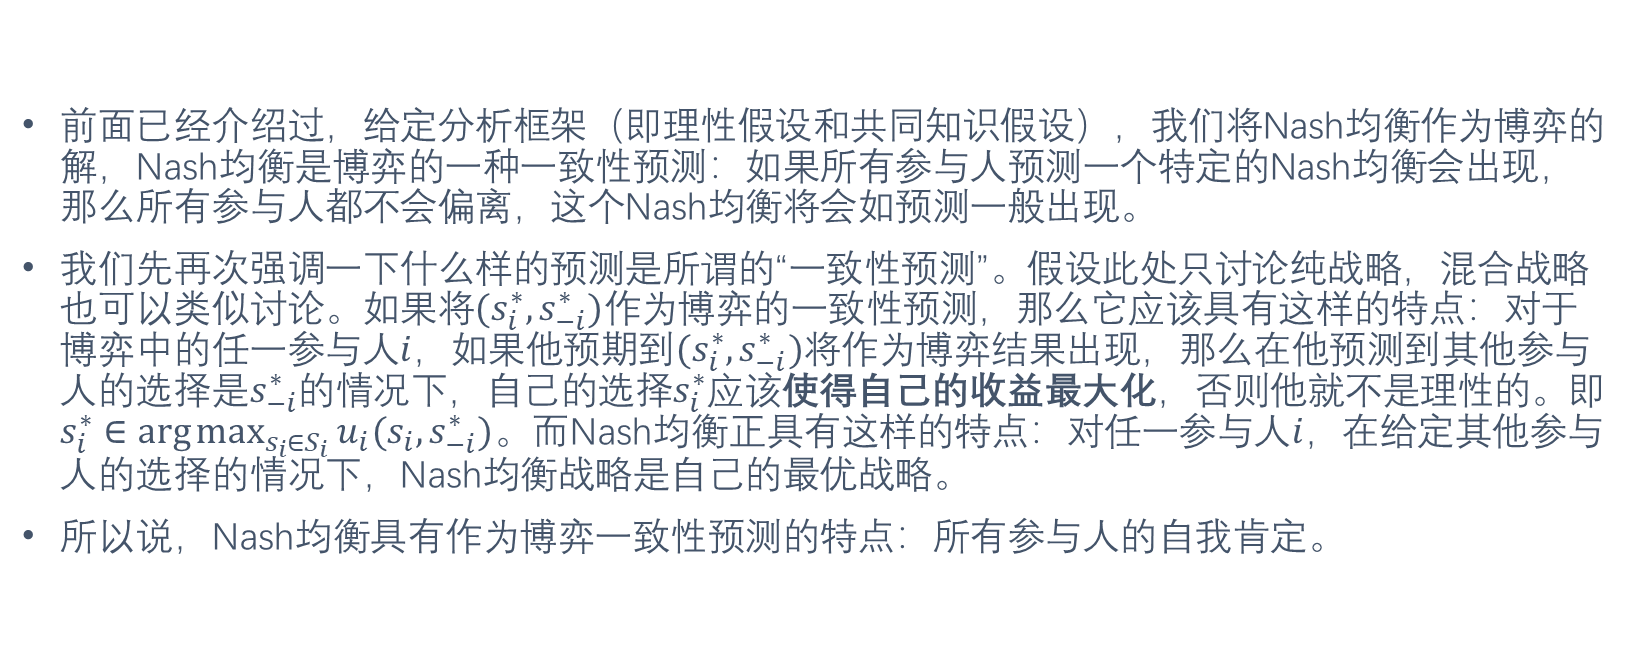 • 前面已经介绍过，给定分析框架（即理性假设和共同知识假设），我们将Nash均衡作为博弈的
解，Nash均衡是博弈的一种一致性预测：如果所有参与人预测一个特定的Nash均衡会出现，
那么所有参与人都不会偏离，这个Nash均衡将会如预测一般出现。
• 我们先再次强调一下什么样的预测是所谓的“一致性预测”。假设此处只讨论纯战略，混合战略
也可以类似讨论。如果将(s_i^*, s_{-i}^*)作为博弈的一致性预测，那么它应该具有这样的特点：对于
博弈中的任一参与人i，如果他预期到(s_i^*, s_{-i}^*)将作为博弈结果出现，那么在他预测到其他参与
人的选择是s_{-i}^*的情况下，自己的选择s_i^*应该使得自己的收益最大化，否则他就不是理性的。即
s_i^* ∈ arg max_{s_i∈S_i} u_i(s_i, s_{-i}^*)。而Nash均衡正具有这样的特点：对任一参与人i，在给定其他参与
人的选择的情况下，Nash均衡战略是自己的最优战略。
• 所以说，Nash均衡具有作为博弈一致性预测的特点：所有参与人的自我肯定。